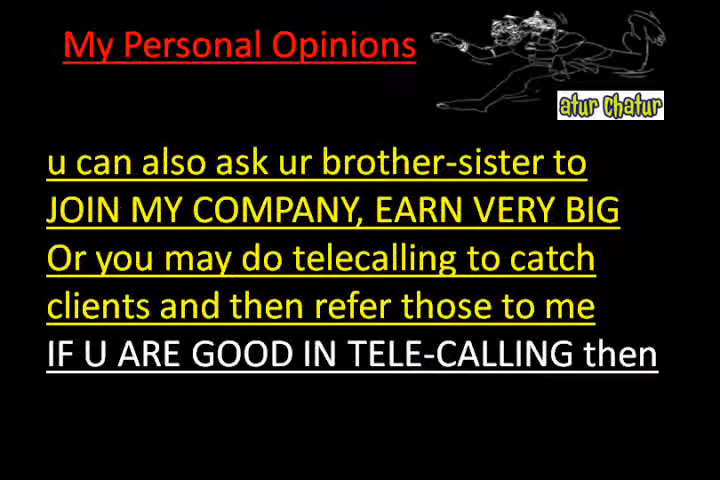 My Personal Opinions
atur chatur
u can also ask ur brother-sister to
JOIN MY COMPANY, EARN VERY BIG
Or you may do telecalling to catch
clients and then refer those to me
IF U ARE GOOD IN TELE-CALLING then